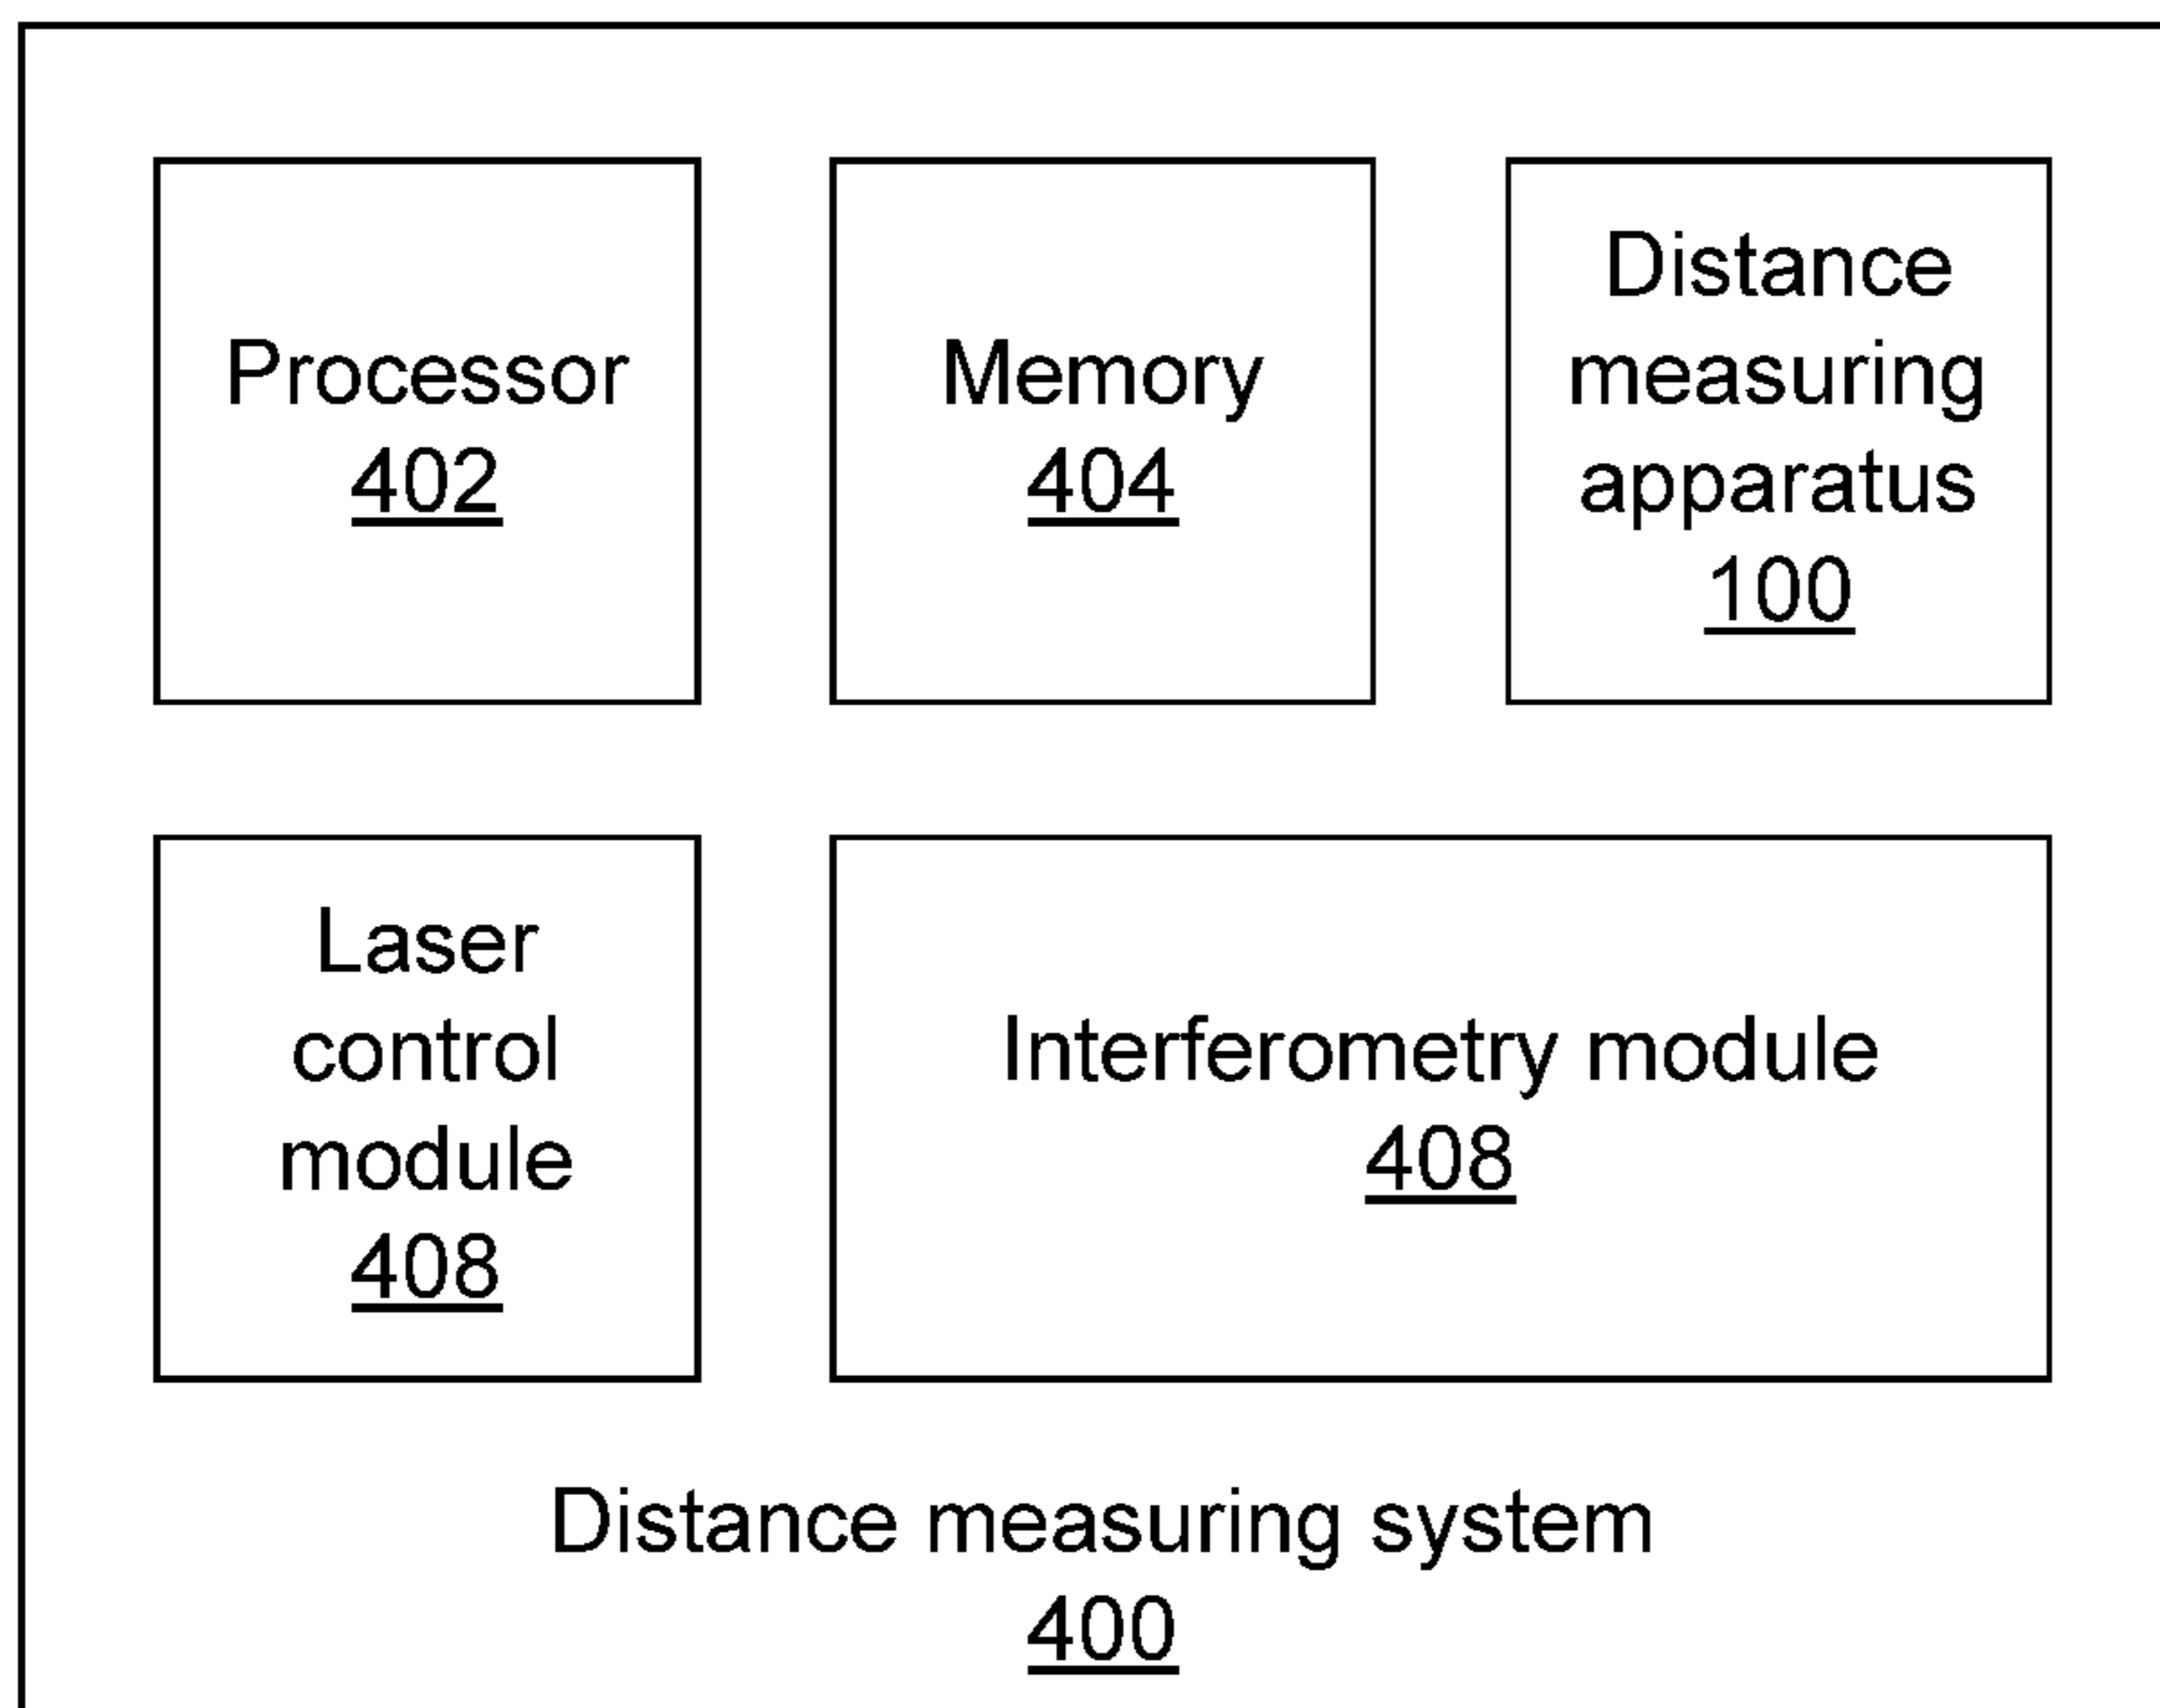 Processor
402
Memory
404
Distance
measuring
apparatus
100
Laser
control
module
408
Interferometry module
408
Distance measuring system
400